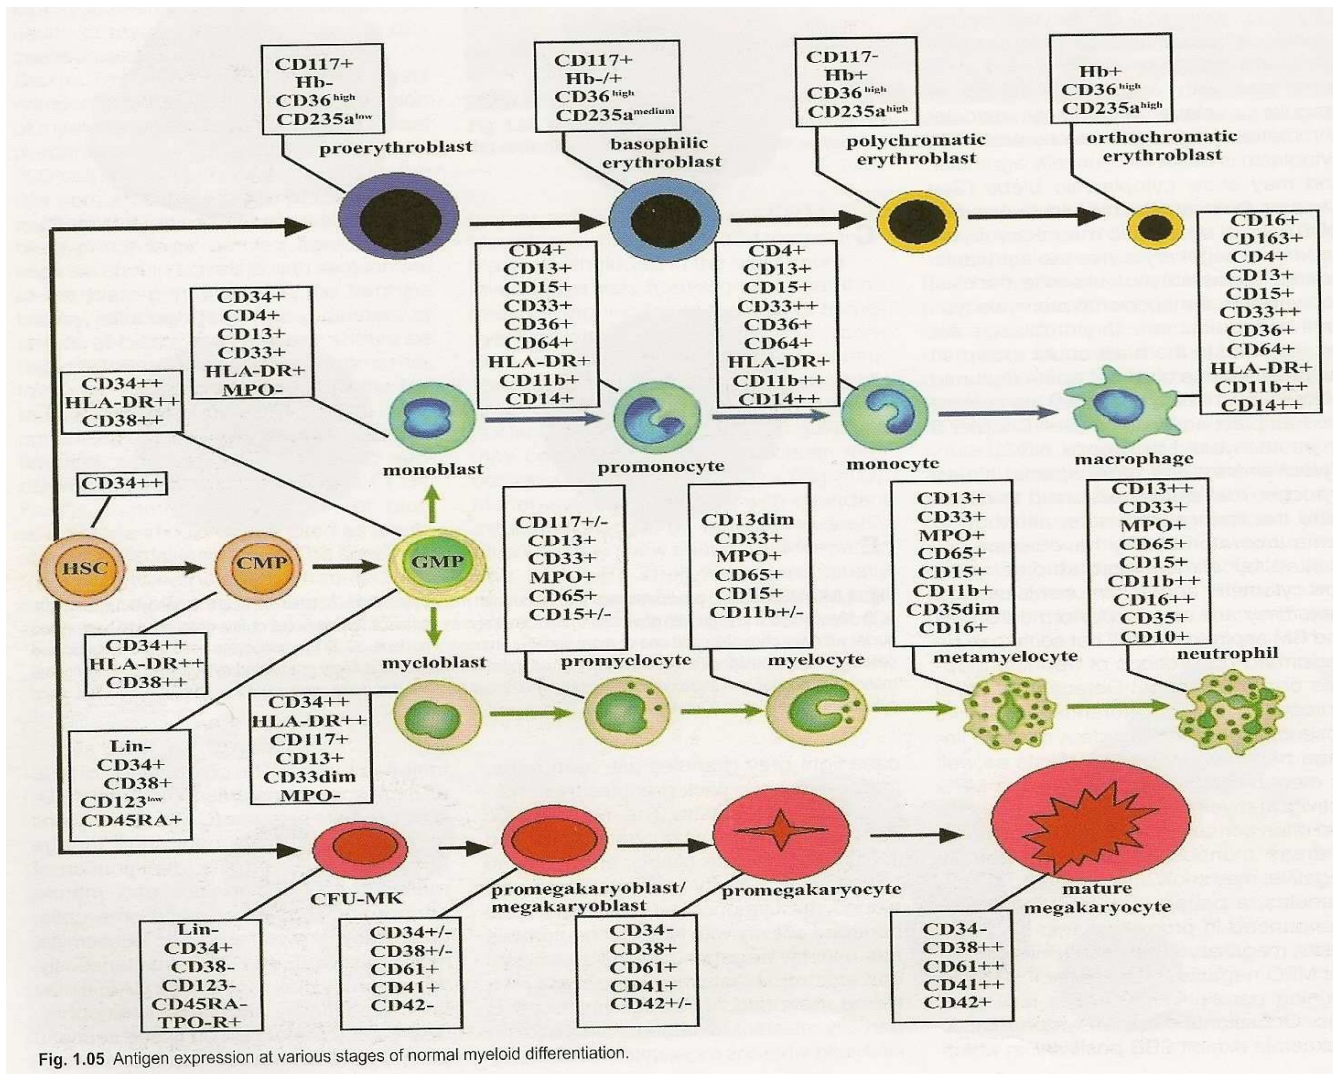 CD117+
Hb-
CD36high
CD235alow
proerythroblast
CD117+
Hb-/+
CD36high
CD235amedium
basophilic
erythroblast
CD117-
Hb+
CD36high
CD235ahigh
polychromatic
erythroblast
Hb+
CD36high
CD235ahigh
orthochromatic
erythroblast
CD34+
CD4+
CD13+
CD33+
HLA-DR+
MPO-
monoblast
CD4+
CD13+
CD15+
CD33+
CD36+
CD64+
HLA-DR+
CD11b+
CD14+
promonocyte
CD4+
CD13+
CD15+
CD33++
CD36+
CD64+
HLA-DR+
CD11b++
CD14++
monocyte
CD16+
CD163+
CD4+
CD13+
CD15+
CD33++
CD36+
CD64+
HLA-DR+
CD11b++
CD14++
macrophage
CD34++
HLA-DR++
CD38++
CD34++
HSC
CMP
GMP
CD34++
HLA-DR++
CD38++
Lin-
CD34+
CD38+
CD123low
CD45RA+
mycloblast
CD34++
HLA-DR++
CD117+
CD13+
CD33dim
MPO-
CD117+/-
CD13+
CD33+
MPO+
CD65+
CD15+/-
promyelocyte
CD13dim
CD33+
MPO+
CD65+
CD15+
CD11b+/-
myelocyte
CD13+
CD33+
MPO+
CD65+
CD15+
CD11b+
CD35dim
CD16+
metamyelocyte
CD13++
CD33+
MPO+
CD65+
CD15+
CD11b++
CD16++
CD35+
CD10+
neutrophil
CFU-MK
Lin-
CD34+
CD38-
CD123-
CD45RA-
TPO-R+
promegakaryoblast/
megakaryoblast
CD34+/-
CD38+/-
CD61+
CD41+
CD42-
promegakaryocyte
CD34-
CD38+
CD61+
CD41+
CD42+/-
mature
megakaryocyte
CD34-
CD38++
CD61++
CD41++
CD42+
Fig. 1.05 Antigen expression at various stages of normal myeloid differentiation.